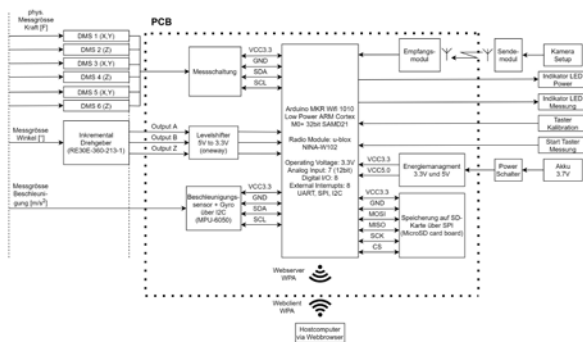 phys.
Messgrösse
Kraft [F]
DMS 1 (X,Y)
DMS 2 (Z)
DMS 3 (X,Y)
DMS 4 (Z)
DMS 5 (X,Y)
DMS 6 (Z)
Messgrösse
Winkel [°]
Inkremental
Drehgeber
(RE30E-360-213-1)
Messgrösse
Beschleuni-
gung [m/s²]
PCB
Messschaltung
VCC3.3
GND
SDA
SCL
Output A
Output B
Output Z
Levelshifter
5V to 3.3V
(oneway)
Beschleunigungs-
sensor + Gyro
über I2C
(MPU-6050)
VCC3.3
GND
SDA
SCL
Arduino MKR Wifi 1010
Low Power ARM Cortex
M0+ 32bit SAMD21
Radio Module: u-blox
NINA-W102
Operating Voltage: 3.3V
Analog Input: 7 (12bit)
Digital I/O: 8
External Interrupts: 8
UART, SPI, I2C
Empfangs-
modul
Sende-
modul
Kamera
Setup
Indikator LED
Power
Indikator LED
Messung
Taster
Kalibration
Start Taster
Messung
VCC3.3
VCC5.0
Energiemanagment
3.3V und 5V
Power
Schalter
Akku
3.7V
VCC3.3
GND
MOSI
MISO
SCK
CS
Speicherung auf SD-
Karte über SPI
(MicroSD card board)
Webserver
WPA
Webclient
WPA
Hostcomputer
via Webbrowser